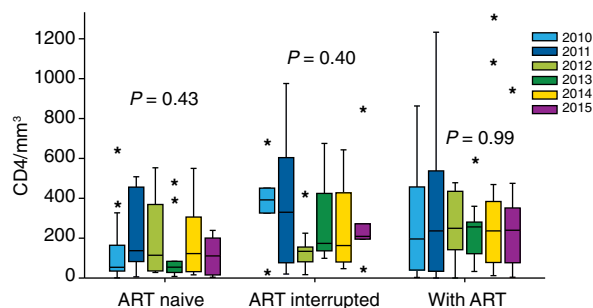 CD4/mm³
1200
1000
800
600
400
200
0
P = 0.43
P = 0.40
P = 0.99
ART naive
ART interrupted
With ART
2010
2011
2012
2013
2014
2015